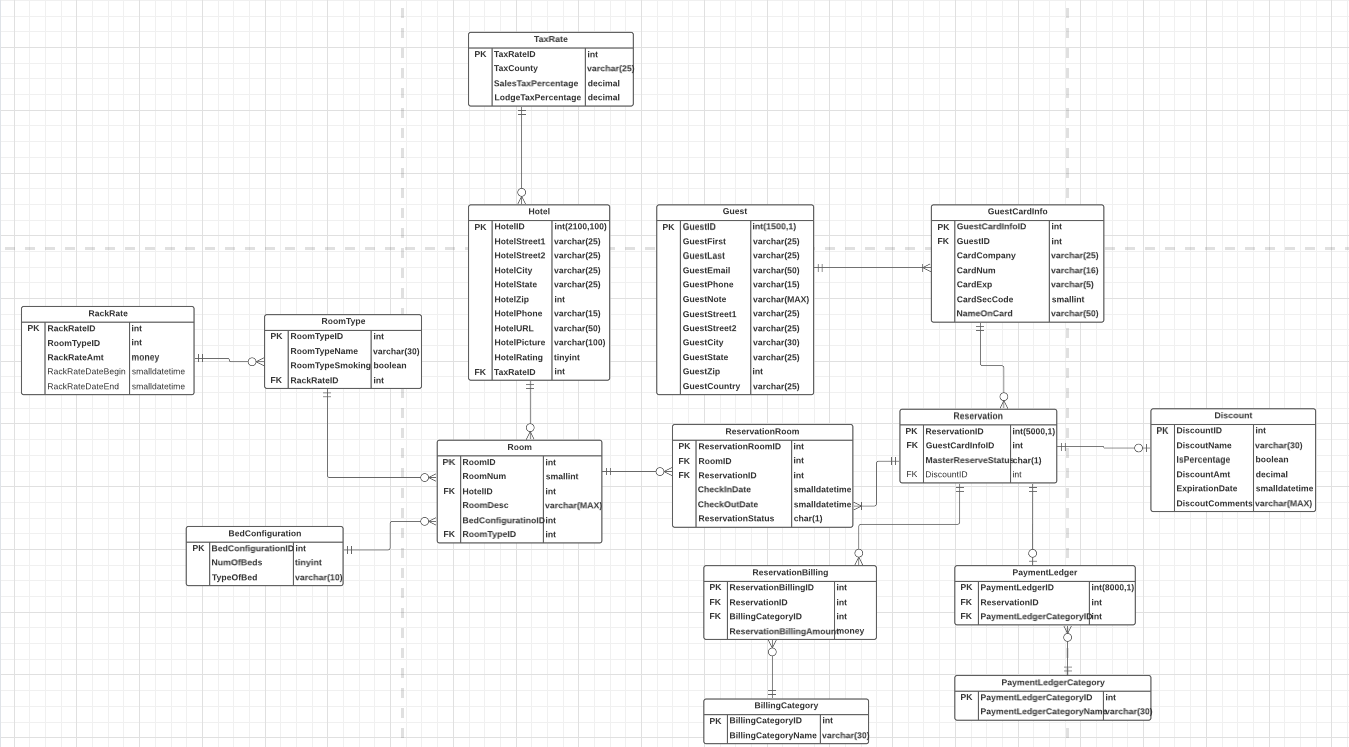 TaxRate
PK TaxRateID int
TaxCounty varchar(25)
SalesTaxPercentage decimal
LodgeTaxPercentage decimal
Hotel
PK HotelID int(2100,100)
HotelStreet1 varchar(25)
HotelStreet2 varchar(25)
HotelCity varchar(25)
HotelState varchar(25)
HotelZip int
HotelPhone varchar(15)
HotelURL varchar(50)
HotelPicture varchar(100)
HotelRating tinyint
FK TaxRateID int
Guest
PK GuestID int(1500,1)
GuestFirst varchar(25)
GuestLast varchar(25)
GuestEmail varchar(50)
GuestPhone varchar(15)
GuestNote varchar(MAX)
GuestStreet1 varchar(25)
GuestStreet2 varchar(25)
GuestCity varchar(30)
GuestState varchar(25)
GuestZip int
GuestCountry varchar(25)
GuestCardInfo
PK GuestCardInfoID int
FK GuestID int
CardCompany varchar(25)
CardNum varchar(16)
CardExp varchar(5)
CardSecCode smallint
NameOnCard varchar(50)
RackRate
PK RackRateID int
RoomTypeID int
RackRateAmt money
RackRateDateBegin smalldatetime
RackRateDateEnd smalldatetime
RoomType
PK RoomTypeID int
RoomTypeName varchar(30)
RoomTypeSmoking boolean
FK RackRateID int
Room
PK RoomID int
RoomNum smallint
FK HotelID int
RoomDesc varchar(MAX)
BedConfiguratinoID int
FK RoomTypeID int
ReservationRoom
PK ReservationRoomID int
FK RoomID int
FK ReservationID int
CheckInDate smalldatetime
CheckOutDate smalldatetime
ReservationStatus char(1)
Reservation
PK ReservationID int(5000,1)
FK GuestCardInfoID int
MasterReserveStatus char(1)
FK DiscountID int
Discount
PK DiscountID int
DiscoutName varchar(30)
IsPercentage boolean
DiscountAmt decimal
ExpirationDate smalldatetime
DiscoutComments varchar(MAX)
BedConfiguration
PK BedConfigurationID int
NumOfBeds tinyint
TypeOfBed varchar(10)
ReservationBilling
PK ReservationBillingID int
FK ReservationID int
FK BillingCategoryID int
ReservationBillingAmount money
PaymentLedger
PK PaymentLedgerID int(8000,1)
FK ReservationID int
FK PaymentLedgerCategoryID int
BillingCategory
PK BillingCategoryID int
BillingCategoryName varchar(30)
PaymentLedgerCategory
PK PaymentLedgerCategoryID int
PaymentLedgerCategoryName varchar(30)